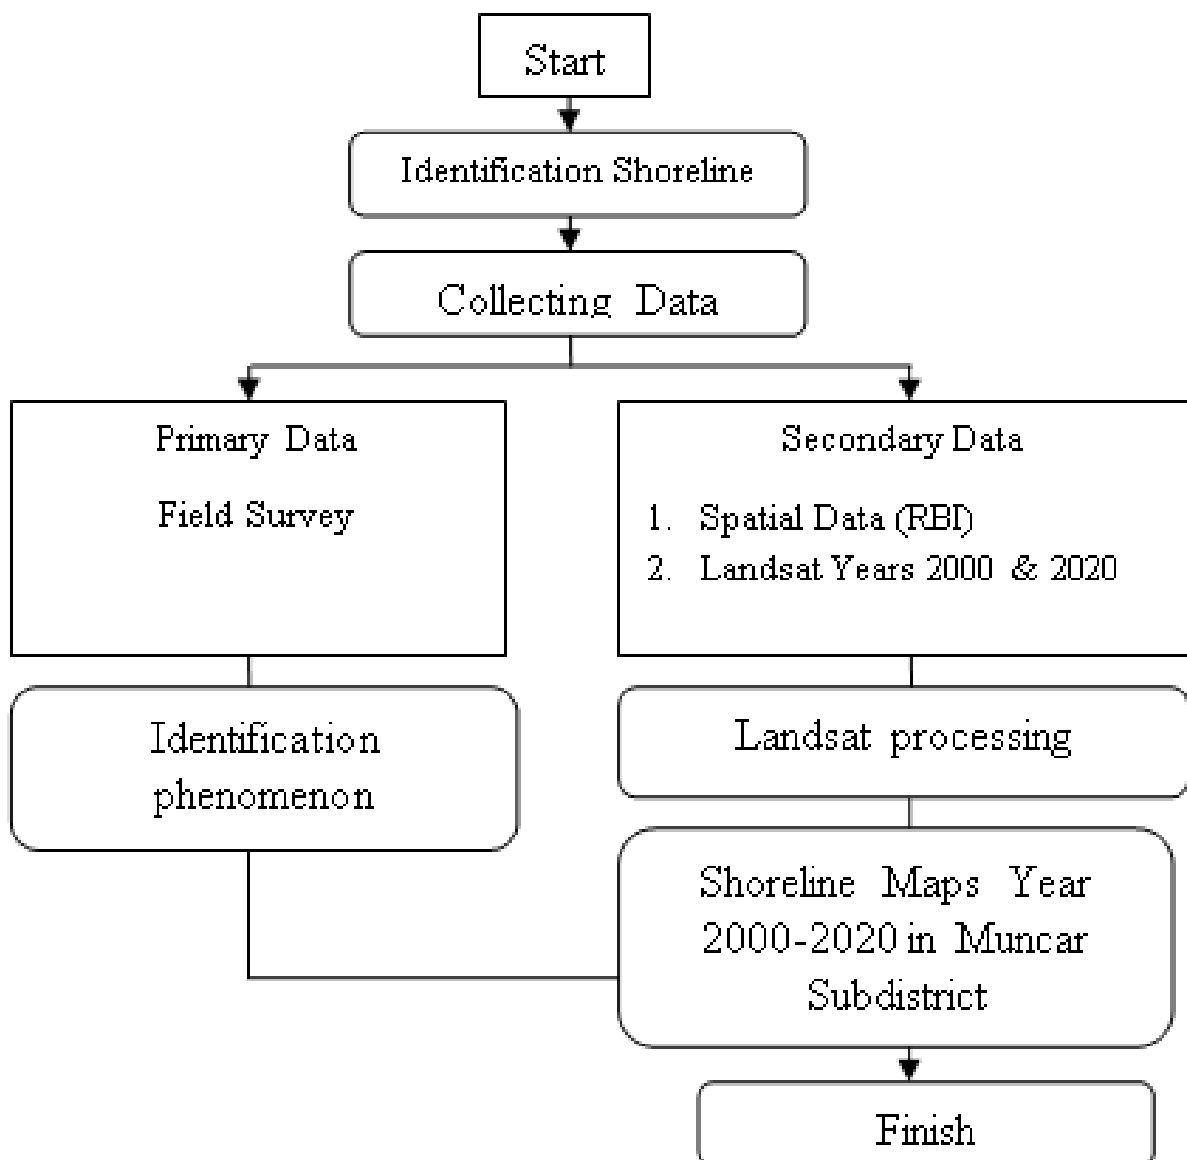 Start
Identification Shoreline
Collecting Data
Primary Data
Field Survey
Secondary Data
1. Spatial Data (RBI)
2. Landsat Years 2000 & 2020
Identification
phenomenon
Landsat processing
Shoreline Maps Year
2000-2020 in Muncar
Subdistrict
Finish